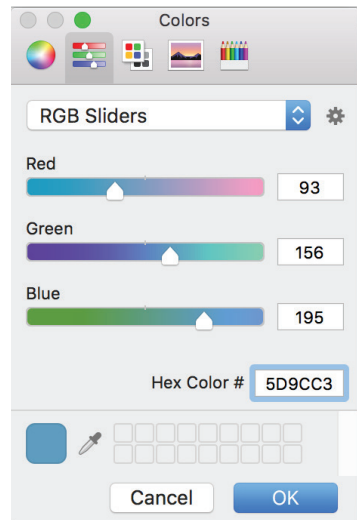 Colors
RGB Sliders
Red
93
Green
156
Blue
195
Hex Color # 5D9CC3
Cancel OK